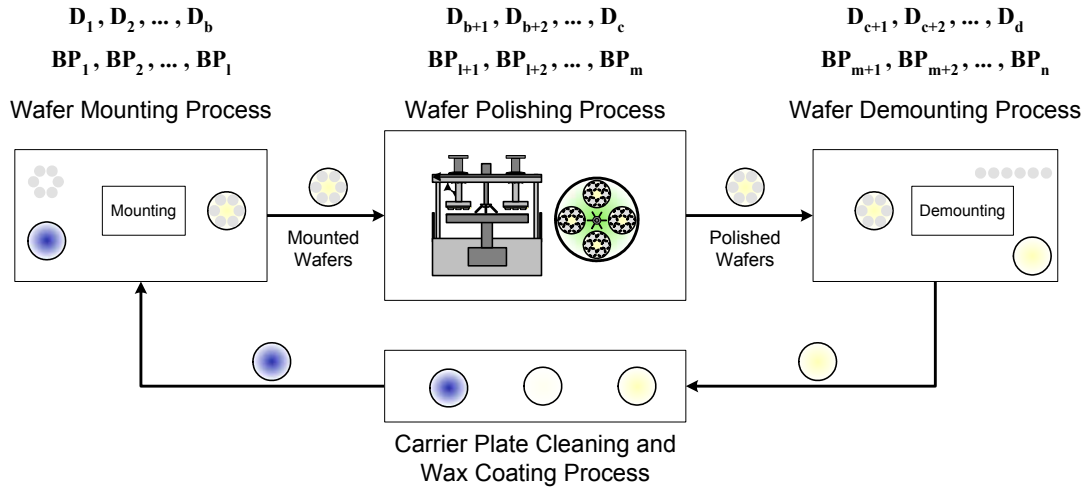 D1 , D2 , ... , Db
BP1 , BP2 , ... , BPl
Wafer Mounting Process
Db+1 , Db+2 , ... , Dc
BPl+1 , BPl+2 , ... , BPm
Wafer Polishing Process
Dc+1 , Dc+2 , ... , Dd
BPm+1 , BPm+2 , ... , BPn
Wafer Demounting Process
Mounting
Mounted
Wafers
Polished
Wafers
Demounting
Carrier Plate Cleaning and
Wax Coating Process